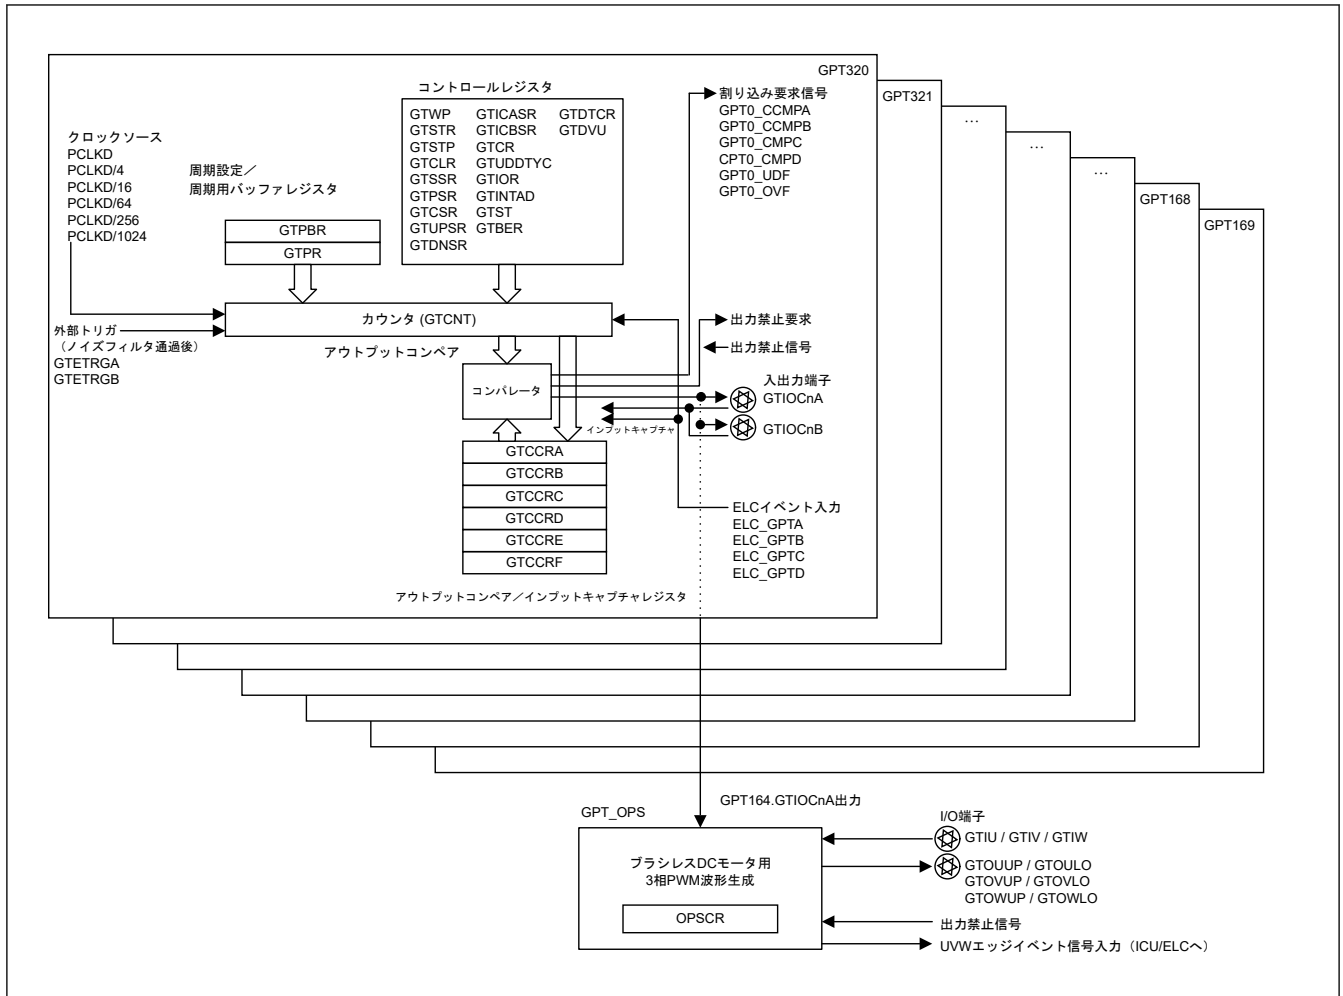 GPT320
GPT321
…
…
…
GPT168
GPT169
コントロールレジスタ
GTWP GTICASR GTDTCR
GTSTR GTICBSR GTDVU
GTSTP GTCR
GTCLR GTUDDTYC
GTSSR GTIOR
GTPSR GTINTAD
GTCSR GTST
GTUPSR GTBER
GTDNSR
割り込み要求信号
GPT0_CCMPA
GPT0_CCMPB
GPT0_CMPC
CPT0_CMPD
GPT0_UDF
GPT0_OVF
クロックソース
PCLKD
PCLKD/4
PCLKD/16
PCLKD/64
PCLKD/256
PCLKD/1024
周期設定／
周期用バッファレジスタ
GTPBR
GTPR
カウンタ (GTCNT)
外部トリガ
（ノイズフィルタ通過後）
GTETRGA
GTETRGB
アウトプットコンペア
コンパレータ
出力禁止要求
出力禁止信号
入出力端子
GTIOCnA
GTIOCnB
インプットキャプチャ
GTCCRA
GTCCRB
GTCCRC
GTCCRD
GTCCRE
GTCCRF
アウトプットコンペア／インプットキャプチャレジスタ
ELCイベント入力
ELC_GPTA
ELC_GPTB
ELC_GPTC
ELC_GPTD
GPT164.GTIOCnA出力
GPT_OPS
ブラシレスDCモータ用
3相PWM波形生成
OPSCR
I/O端子
GTIU / GTIV / GTIW
GTOUUP / GTOULO
GTOVUP / GTOVLO
GTOWUP / GTOWLO
出力禁止信号
UVWエッジイベント信号入力（ICU/ELCへ）